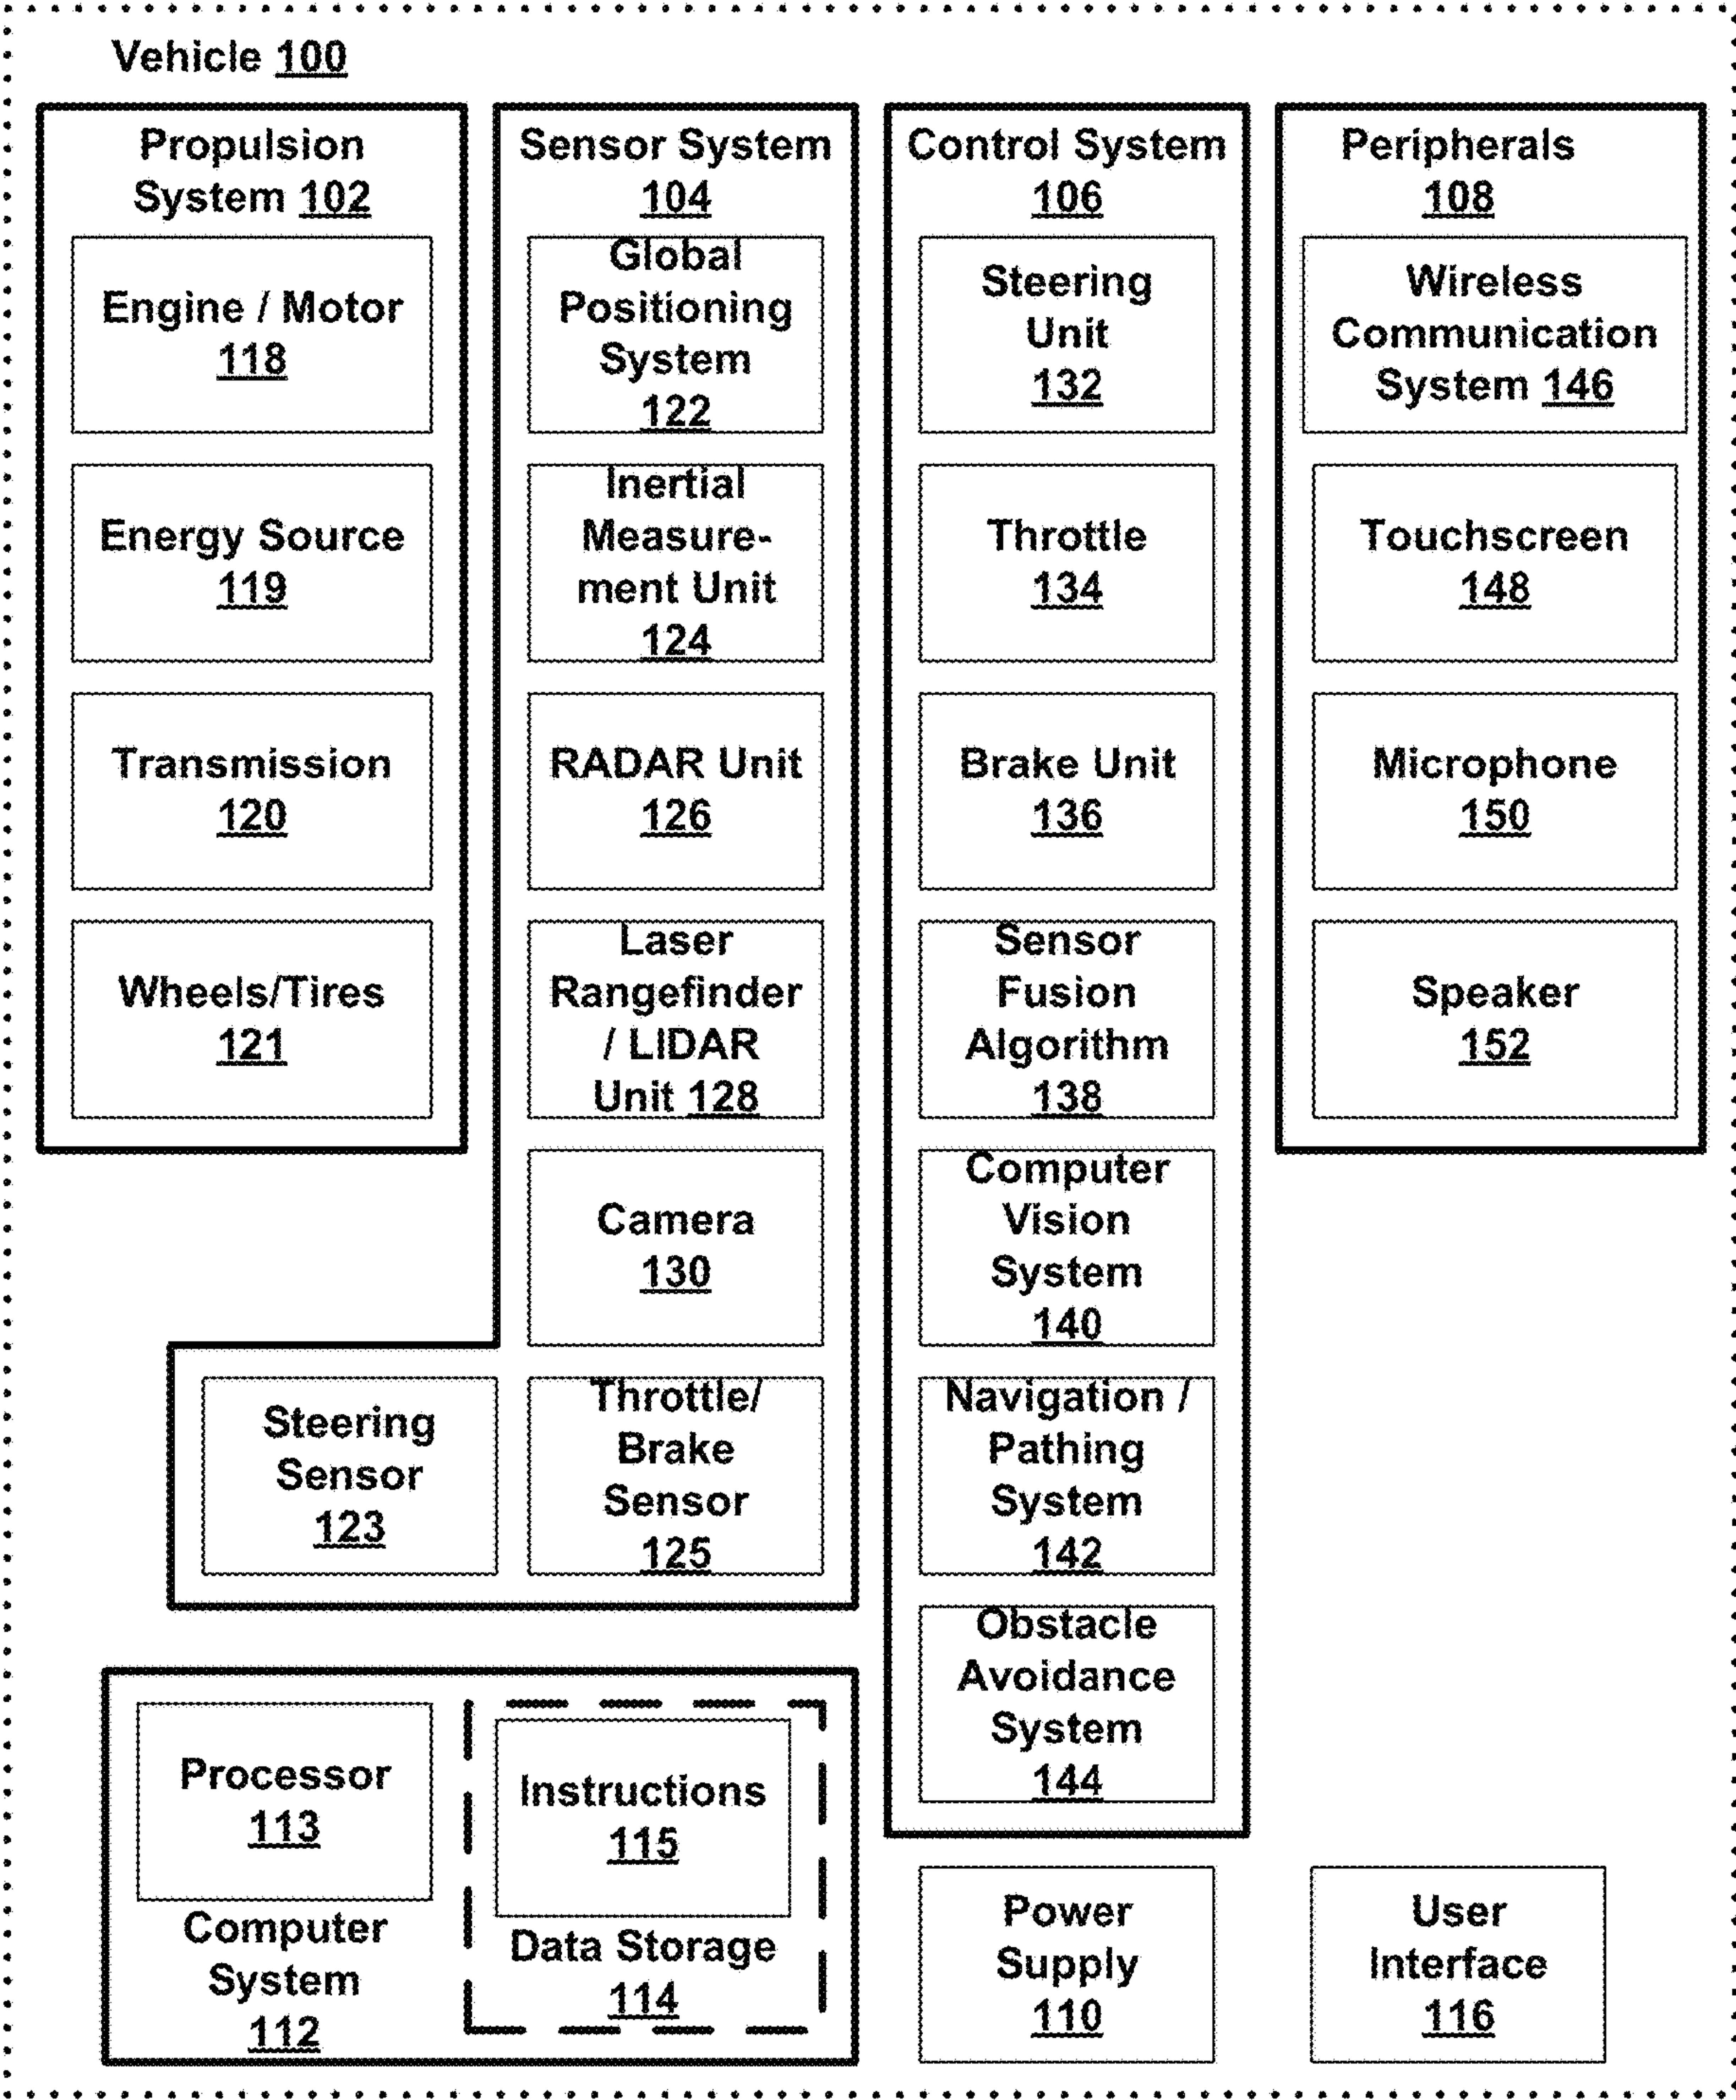 Vehicle 100
Propulsion
System 102
Engine / Motor
118
Energy Source
119
Transmission
120
Wheels/Tires
121
Sensor System
104
Global
Positioning
System
122
Inertial
Measure-
ment Unit
124
RADAR Unit
126
Laser
Rangefinder
/ LIDAR
Unit 128
Camera
130
Steering
Sensor
123
Throttle/
Brake
Sensor
125
Control System
106
Steering
Unit
132
Throttle
134
Brake Unit
136
Sensor
Fusion
Algorithm
138
Computer
Vision
System
140
Navigation /
Pathing
System
142
Obstacle
Avoidance
System
144
Peripherals
108
Wireless
Communication
System 146
Touchscreen
148
Microphone
150
Speaker
152
Processor
113
Computer
System
112
Instructions
115
Data Storage
114
Power
Supply
110
User
Interface
116